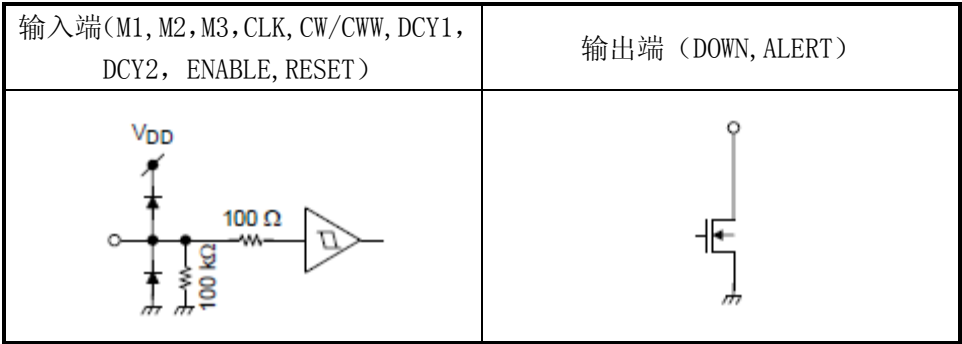 输入端(M1,M2,M3,CLK,CW/CWW,DCY1,
DCY2, ENABLE,RESET)
输出端 (DOWN,ALERT)
VDD
100 Ω
100 kΩ